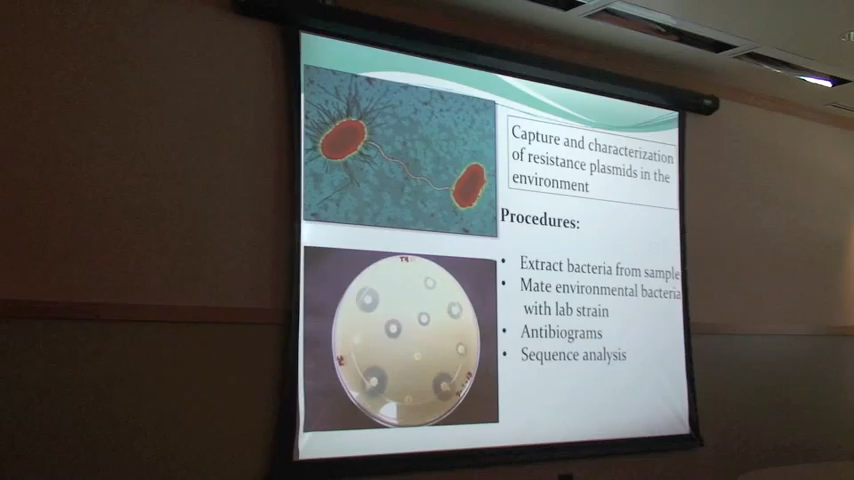 Capture and characterization
of resistance plasmids in the
environment
Procedures:
• Extract bacteria from sample
• Mate environmental bacteria
with lab strain
• Antibiograms
• Sequence analysis